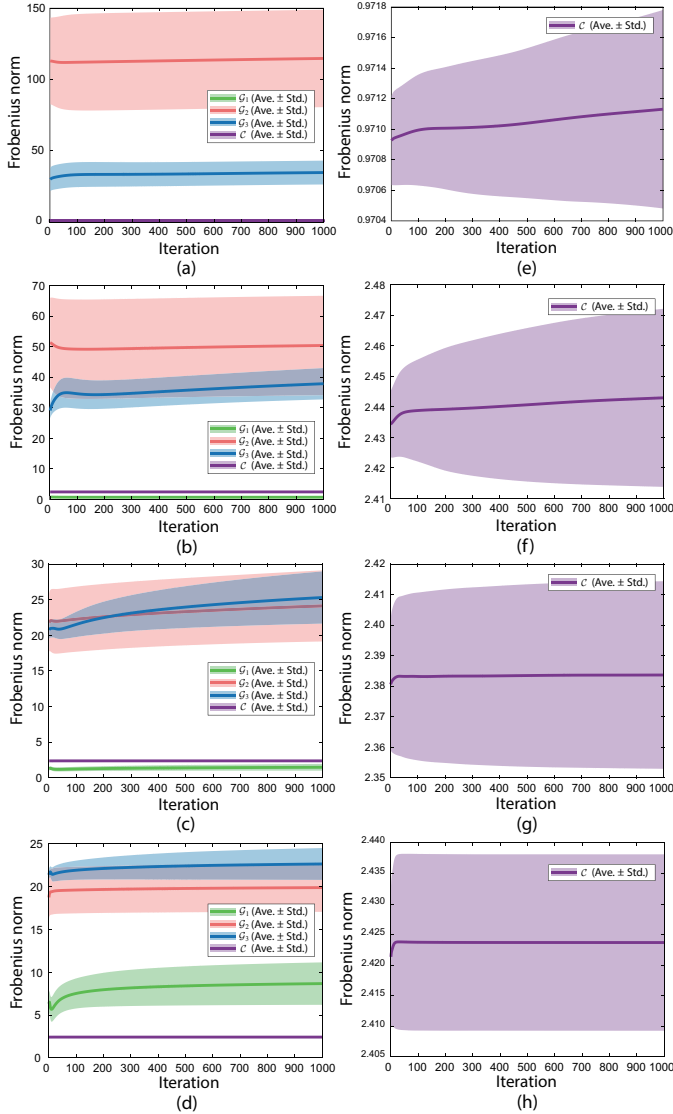 150
100
50
0
Frobenius norm
𝒢₁ (Ave. ± Std.)
𝒢₂ (Ave. ± Std.)
𝒢₃ (Ave. ± Std.)
𝒞 (Ave. ± Std.)
0 100 200 300 400 500 600 700 800 900 1000
Iteration
(a)
0.9718
0.9716
0.9714
0.9712
0.9710
0.9708
0.9706
0.9704
Frobenius norm
𝒞 (Ave. ± Std.)
0 100 200 300 400 500 600 700 800 900 1000
Iteration
(e)
70
60
50
40
30
20
10
0
Frobenius norm
𝒢₁ (Ave. ± Std.)
𝒢₂ (Ave. ± Std.)
𝒢₃ (Ave. ± Std.)
𝒞 (Ave. ± Std.)
0 100 200 300 400 500 600 700 800 900 1000
Iteration
(b)
2.48
2.47
2.46
2.45
2.44
2.43
2.42
2.41
Frobenius norm
𝒞 (Ave. ± Std.)
0 100 200 300 400 500 600 700 800 900 1000
Iteration
(f)
30
25
20
15
10
5
0
Frobenius norm
𝒢₁ (Ave. ± Std.)
𝒢₂ (Ave. ± Std.)
𝒢₃ (Ave. ± Std.)
𝒞 (Ave. ± Std.)
0 100 200 300 400 500 600 700 800 900 1000
Iteration
(c)
2.42
2.41
2.40
2.39
2.38
2.37
2.36
2.35
Frobenius norm
𝒞 (Ave. ± Std.)
0 100 200 300 400 500 600 700 800 900 1000
Iteration
(g)
25
20
15
10
5
0
Frobenius norm
𝒢₁ (Ave. ± Std.)
𝒢₂ (Ave. ± Std.)
𝒢₃ (Ave. ± Std.)
𝒞 (Ave. ± Std.)
0 100 200 300 400 500 600 700 800 900 1000
Iteration
(d)
2.440
2.435
2.430
2.425
2.420
2.415
2.410
2.405
Frobenius norm
𝒞 (Ave. ± Std.)
0 100 200 300 400 500 600 700 800 900 1000
Iteration
(h)